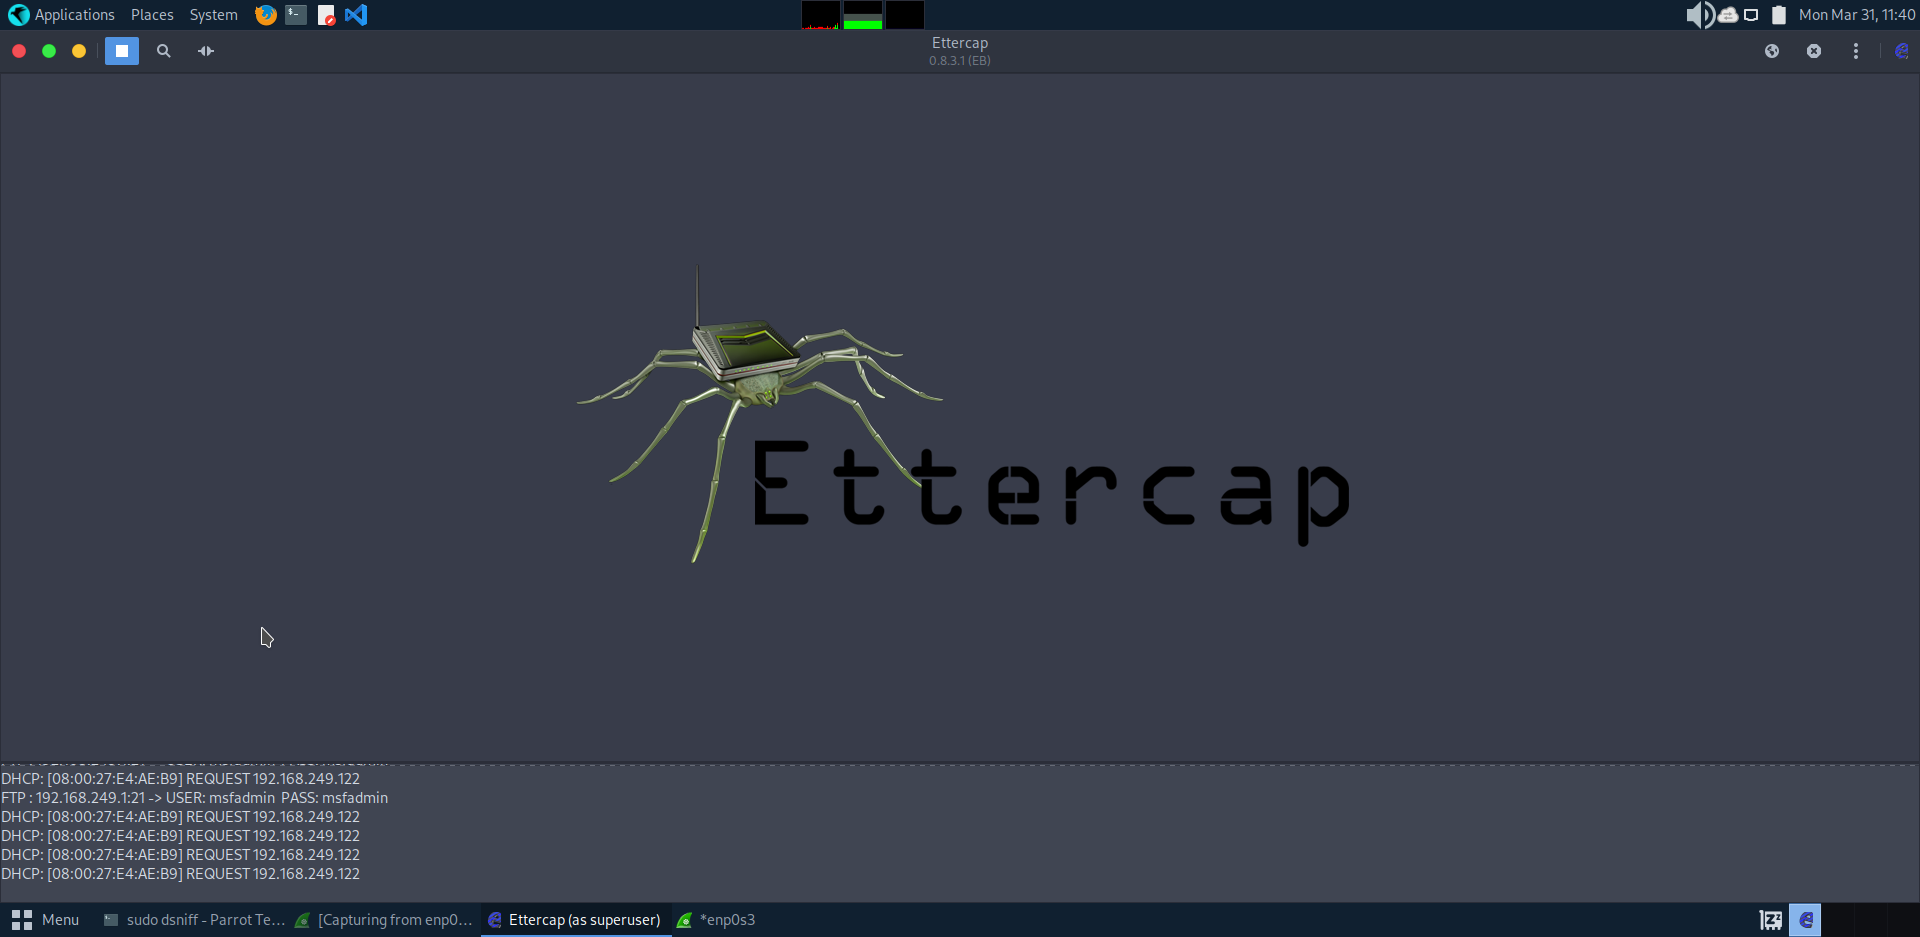 Applications Places System
Mon Mar 31, 11:40
Ettercap
0.8.3.1 (EB)
Ettercap
DHCP: [08:00:27:E4:AE:B9] REQUEST 192.168.249.122
FTP : 192.168.249.1:21 -> USER: msfadmin PASS: msfadmin
DHCP: [08:00:27:E4:AE:B9] REQUEST 192.168.249.122
DHCP: [08:00:27:E4:AE:B9] REQUEST 192.168.249.122
DHCP: [08:00:27:E4:AE:B9] REQUEST 192.168.249.122
DHCP: [08:00:27:E4:AE:B9] REQUEST 192.168.249.122
Menu sudo dsniff - Parrot Te... [Capturing from enp0... Ettercap (as superuser) *enp0s3